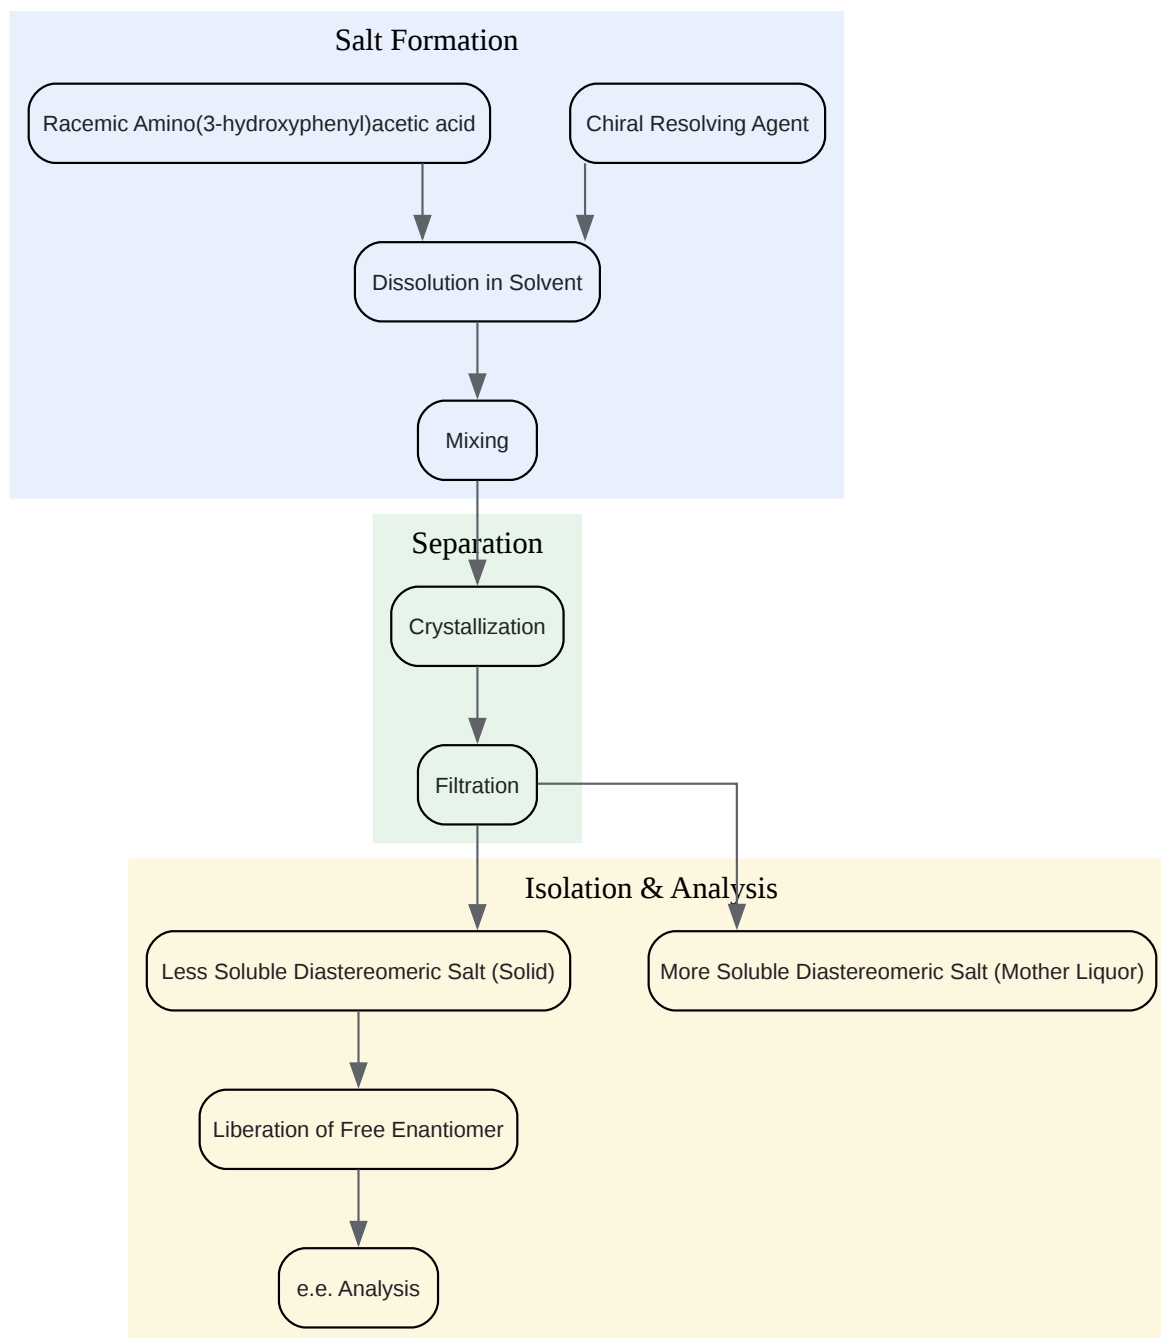 Salt Formation
Racemic Amino(3-hydroxyphenyl)acetic acid
Chiral Resolving Agent
Dissolution in Solvent
Mixing
Separation
Crystallization
Filtration
Isolation & Analysis
Less Soluble Diastereomeric Salt (Solid)
More Soluble Diastereomeric Salt (Mother Liquor)
Liberation of Free Enantiomer
e.e. Analysis